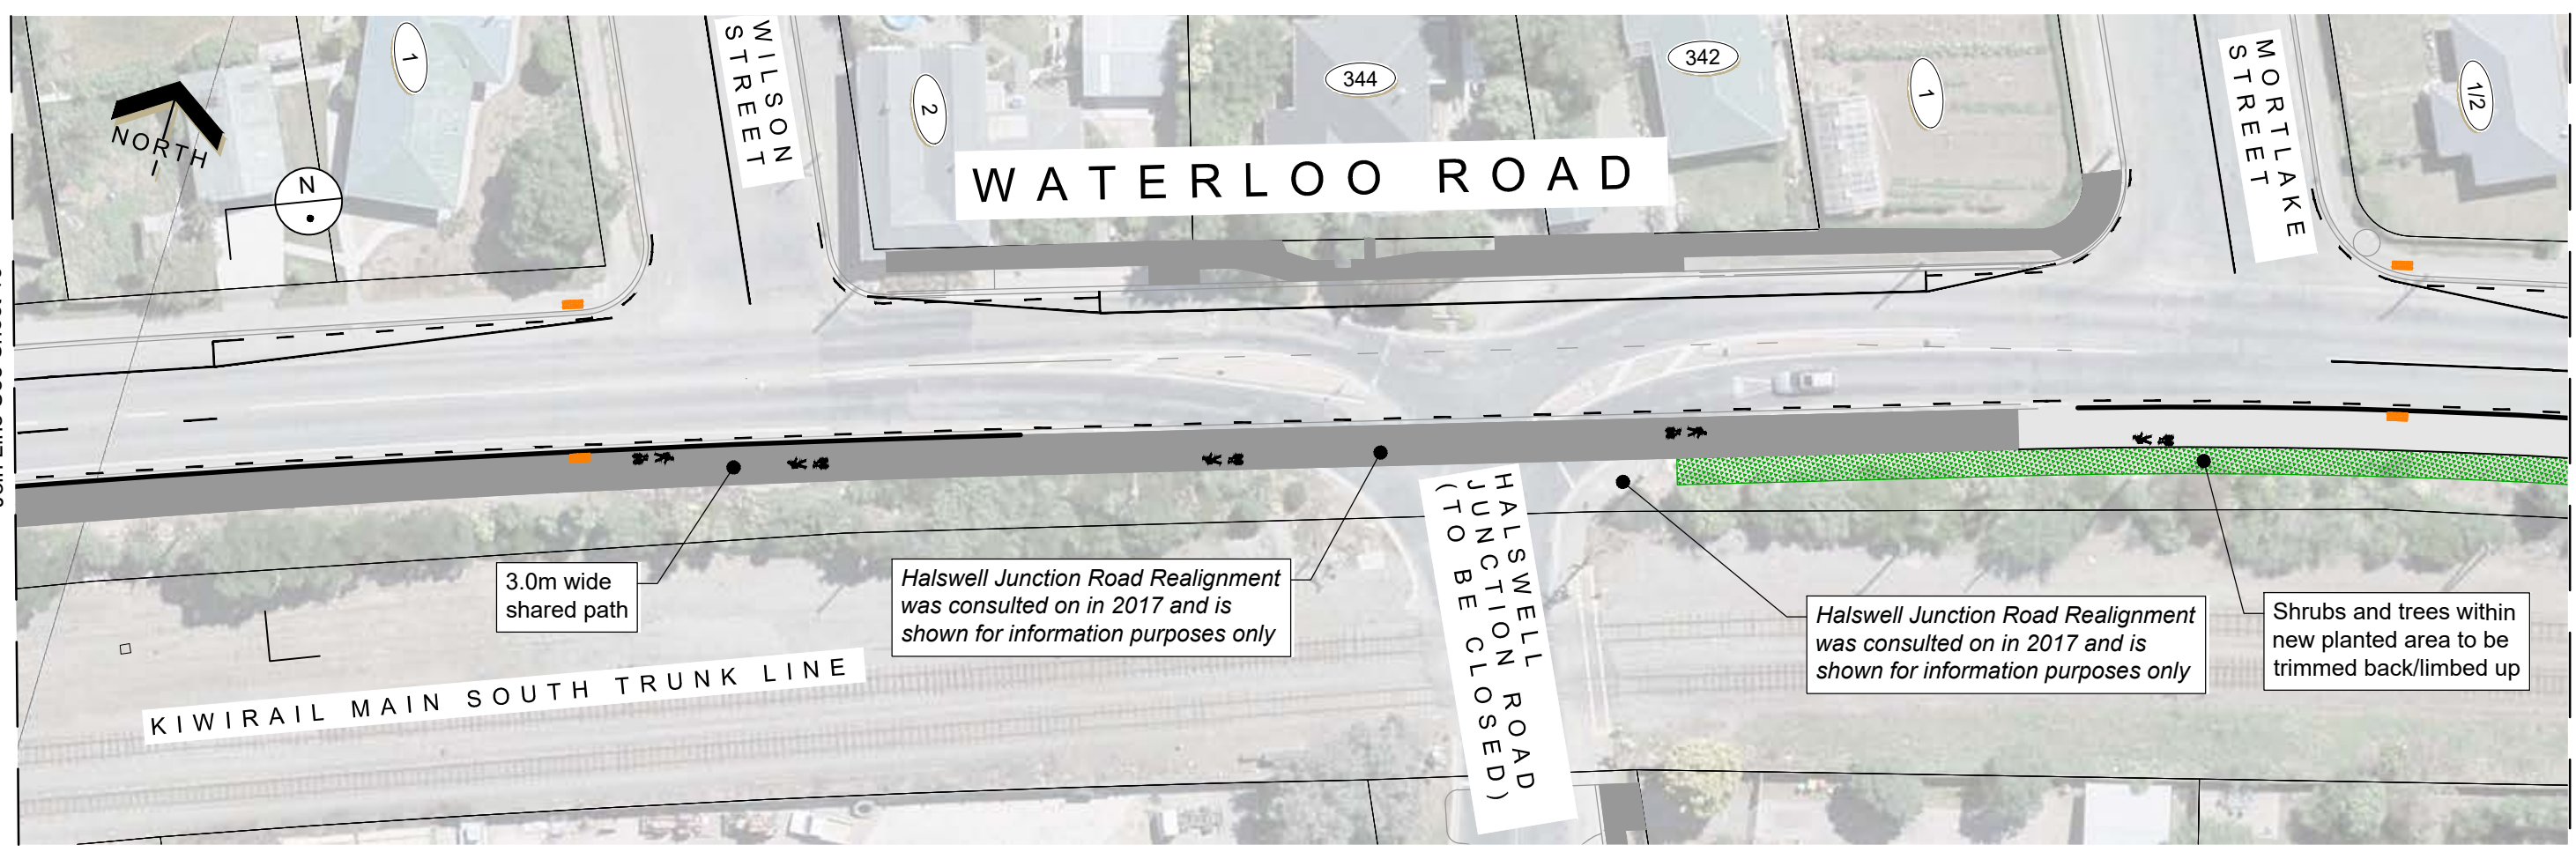 1
WILSON
STREET
2
344
342
1
MORTLAKE
STREET
1/2
NORTH
N
WATERLOO ROAD
3.0m wide
shared path
Halswell Junction Road Realignment
was consulted on in 2017 and is
shown for information purposes only
HALSWELL
JUNCTION ROAD
(TO BE CLOSED)
Halswell Junction Road Realignment
was consulted on in 2017 and is
shown for information purposes only
Shrubs and trees within
new planted area to be
trimmed back/limbed up
KIWIRAIL MAIN SOUTH TRUNK LINE